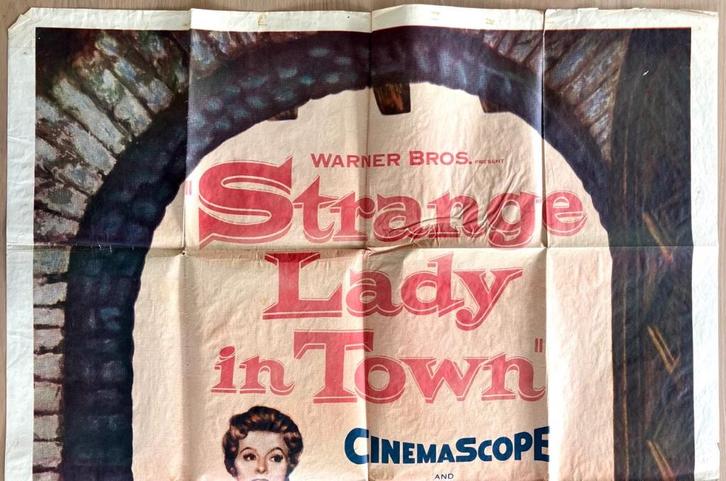 WARNER BROS. PRESENT
"Strange
Lady
in Town"
CINEMASCOPE
AND